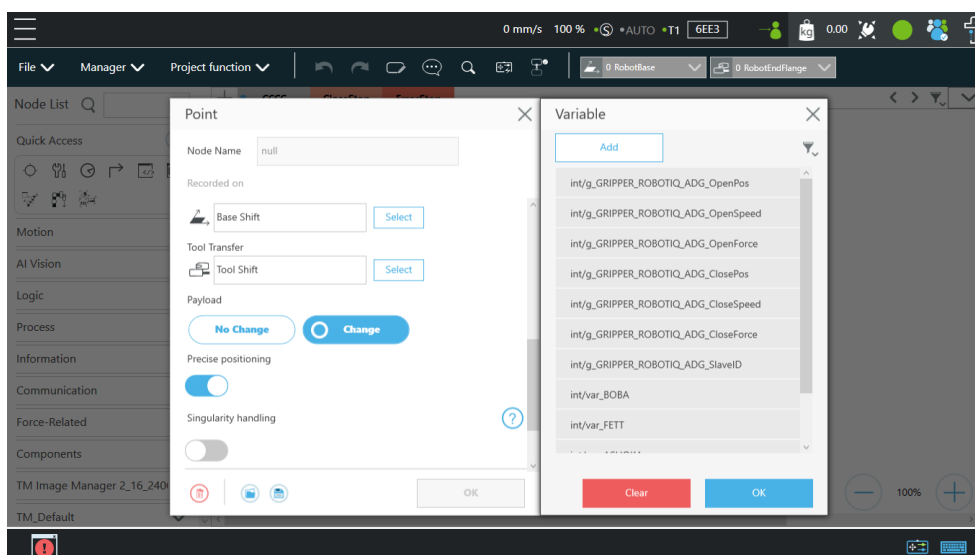 0 mm/s 100 % S AUTO T1 6EE3 kg 0.00
File Manager Project function 0 RobotBase 0 RobotEndFlange
Node List
Quick Access
Motion
AI Vision
Logic
Process
Information
Communication
Force-Related
Components
TM Image Manager 2_16_240
TM_Default
Point
Node Name null
Recorded on
Base Shift Select
Tool Transfer
Tool Shift Select
Payload
No Change Change
Precise positioning
Singularity handling
?
OK
Variable
Add
int/g_GRIPPER_ROBOTIQ_ADG_OpenPos
int/g_GRIPPER_ROBOTIQ_ADG_OpenSpeed
int/g_GRIPPER_ROBOTIQ_ADG_OpenForce
int/g_GRIPPER_ROBOTIQ_ADG_ClosePos
int/g_GRIPPER_ROBOTIQ_ADG_CloseSpeed
int/g_GRIPPER_ROBOTIQ_ADG_CloseForce
int/g_GRIPPER_ROBOTIQ_ADG_SlaveID
int/var_BOBA
int/var_FETT
Clear OK
100%